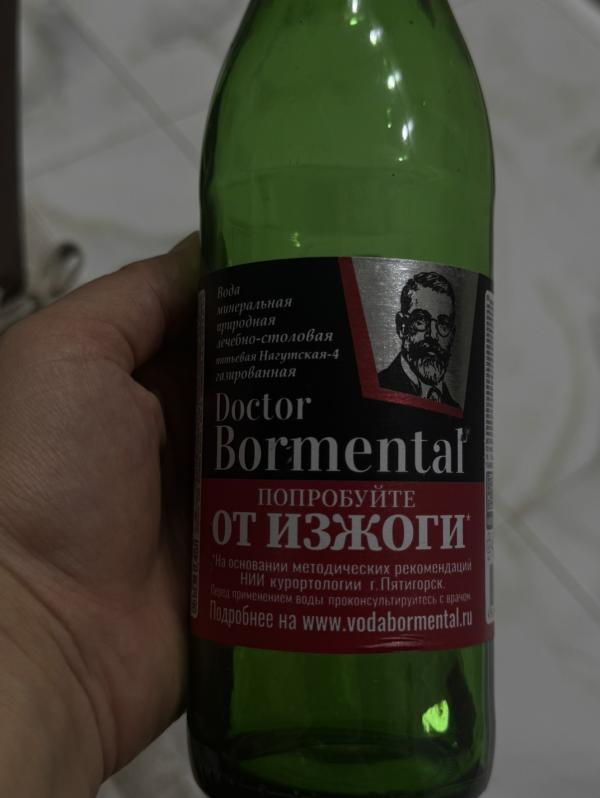 Вода
минеральная
природная
лечебно-столовая
питьевая Нагутская-4
газированная
Doctor
Bormental®
ПОПРОБУЙТЕ
ОТ ИЗЖОГИ*
*На основании методических рекомендаций
НИИ курортологии г.Пятигорск.
Перед применением воды проконсультируйтесь с врачом.
Подробнее на www.vodabormental.ru